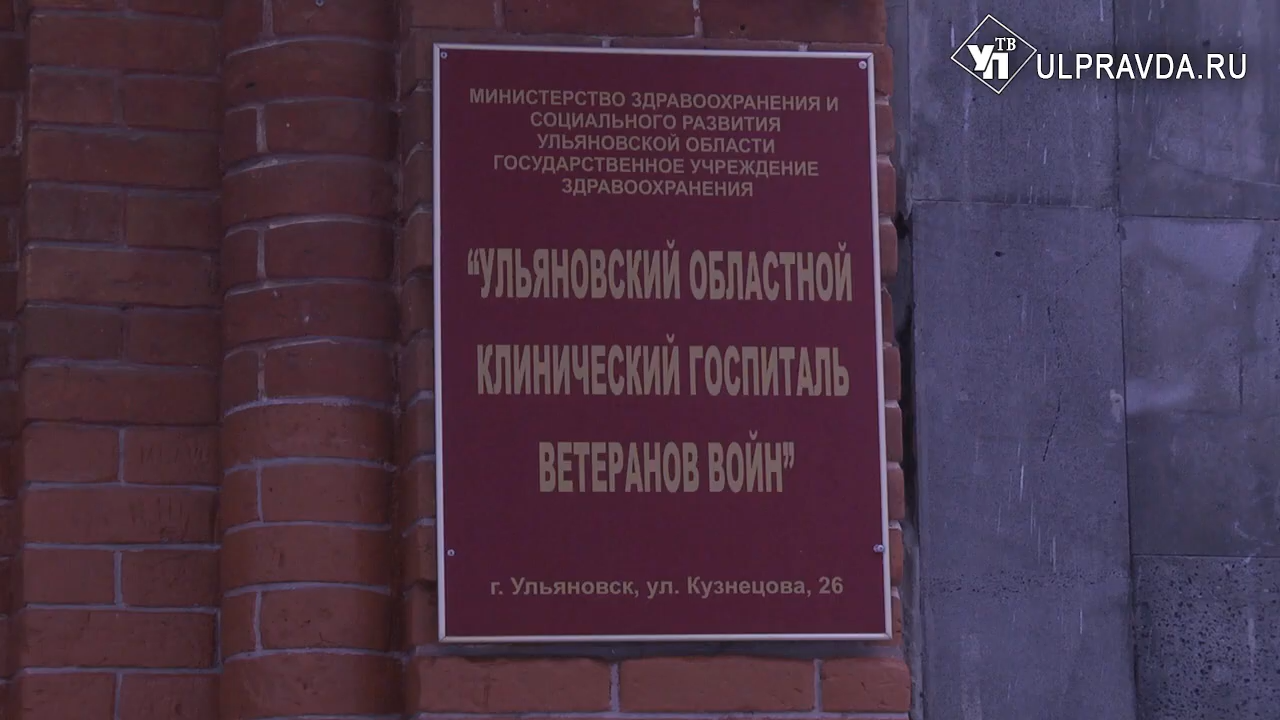 УП ТВ
ULPRAVDA.RU
МИНИСТЕРСТВО ЗДРАВООХРАНЕНИЯ И
СОЦИАЛЬНОГО РАЗВИТИЯ
УЛЬЯНОВСКОЙ ОБЛАСТИ
ГОСУДАРСТВЕННОЕ УЧРЕЖДЕНИЕ
ЗДРАВООХРАНЕНИЯ
“УЛЬЯНОВСКИЙ ОБЛАСТНОЙ
КЛИНИЧЕСКИЙ ГОСПИТАЛЬ
ВЕТЕРАНОВ ВОЙН”
г. Ульяновск, ул. Кузнецова, 26